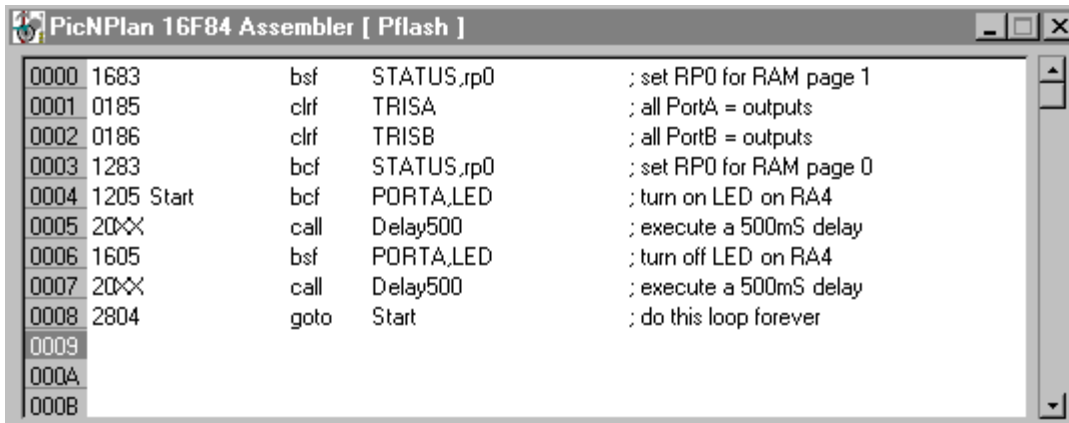 PicNPlan 16F84 Assembler [ Pflash ]
0000 1683 bsf STATUS,rp0 ; set RP0 for RAM page 1
0001 0185 clrf TRISA ; all PortA = outputs
0002 0186 clrf TRISB ; all PortB = outputs
0003 1283 bcf STATUS,rp0 ; set RP0 for RAM page 0
0004 1205 Start bcf PORTA,LED ; turn on LED on RA4
0005 20XX call Delay500 ; execute a 500mS delay
0006 1605 bsf PORTA,LED ; turn off LED on RA4
0007 20XX call Delay500 ; execute a 500mS delay
0008 2804 goto Start ; do this loop forever
0009
000A
000B